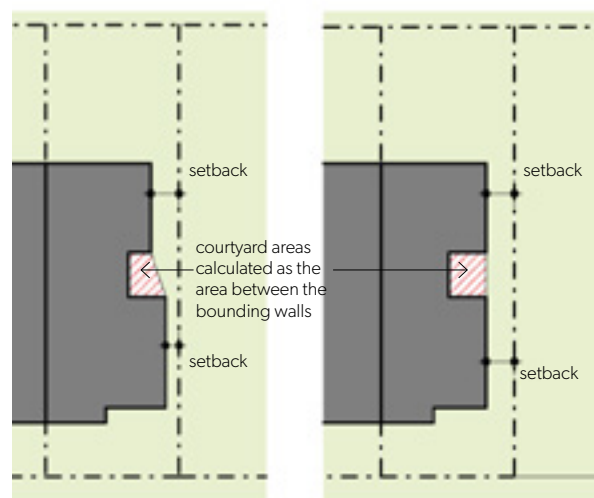 setback
setback
courtyard areas
calculated as the
area between the
bounding walls
setback
setback